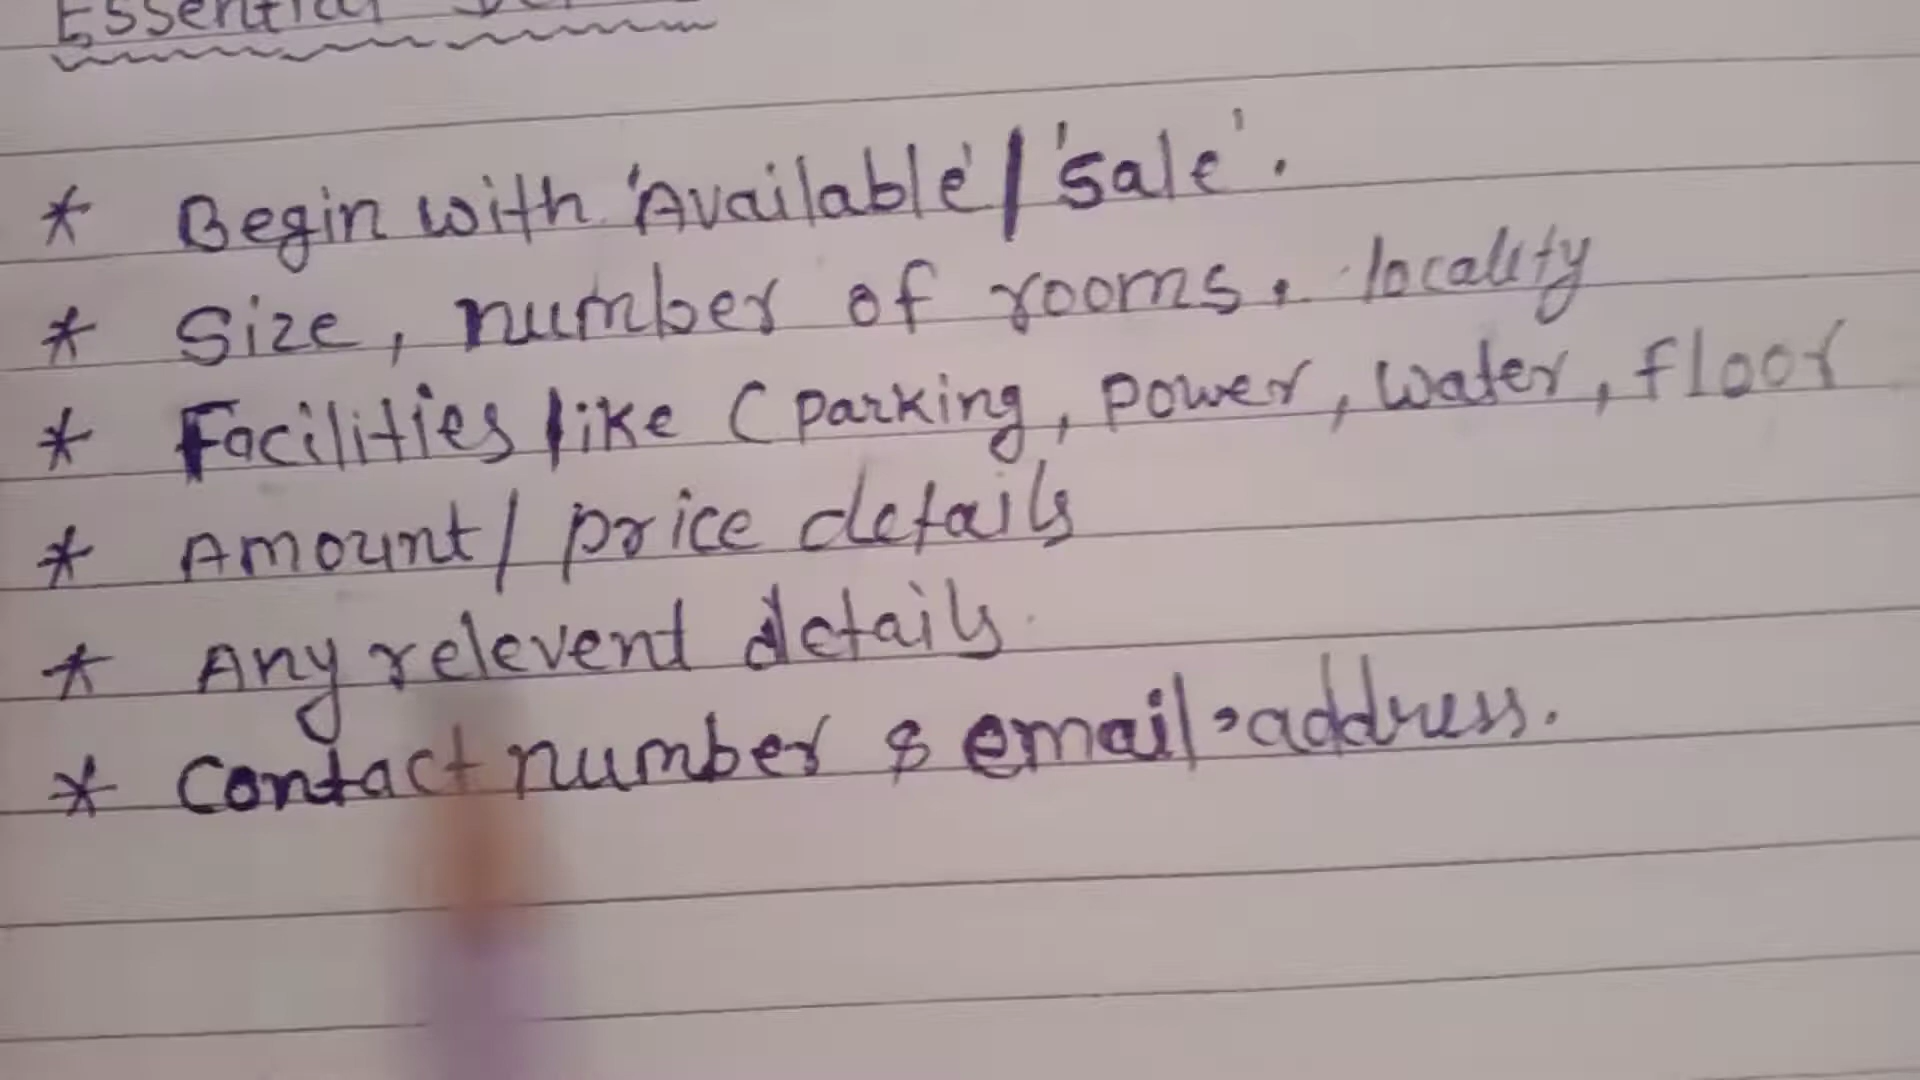 Essential
* Begin with 'Available' / 'sale'.
* Size, number of rooms, locality
* Facilities like ( parking, power, water, floor
* Amount / price details
* Any relevent details.
* Contact number & email-address.